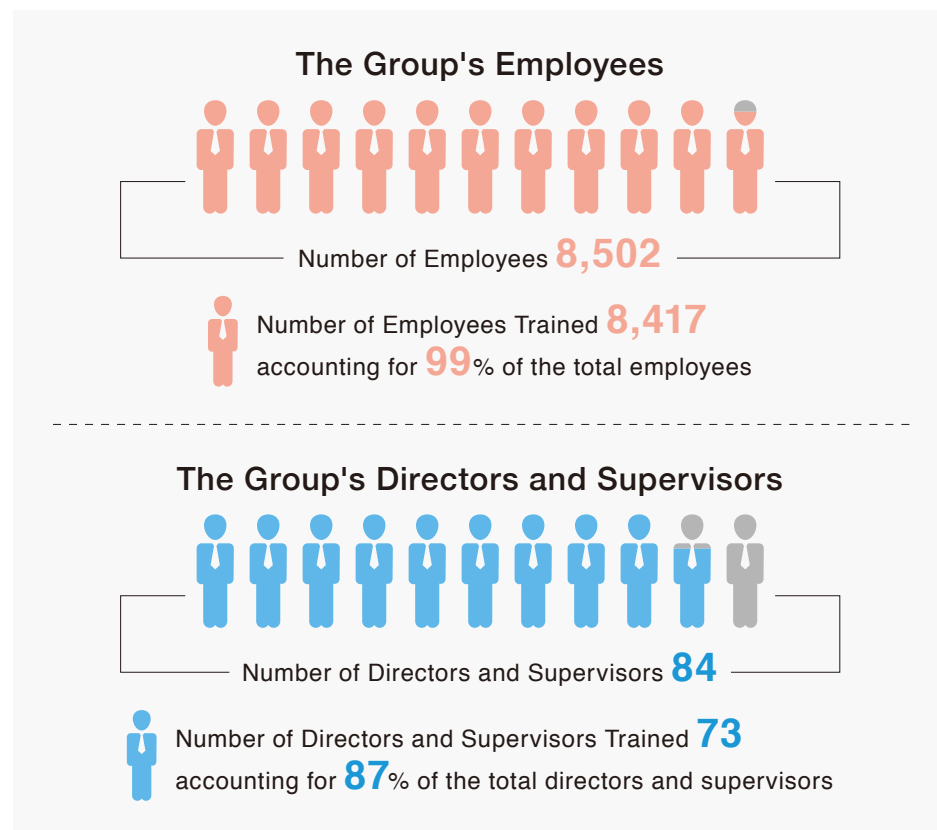 The Group's Employees
Number of Employees 8,502
Number of Employees Trained 8,417
accounting for 99% of the total employees
The Group's Directors and Supervisors
Number of Directors and Supervisors 84
Number of Directors and Supervisors Trained 73
accounting for 87% of the total directors and supervisors